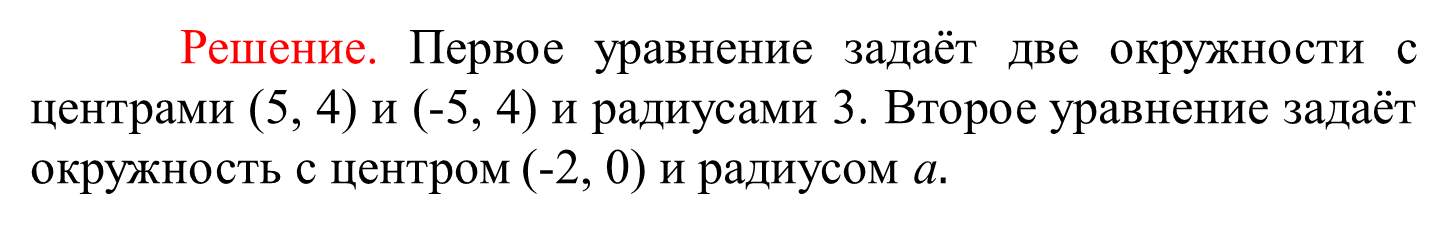 Решение. Первое уравнение задаёт две окружности с
центрами (5, 4) и (-5, 4) и радиусами 3. Второе уравнение задаёт
окружность с центром (-2, 0) и радиусом a.